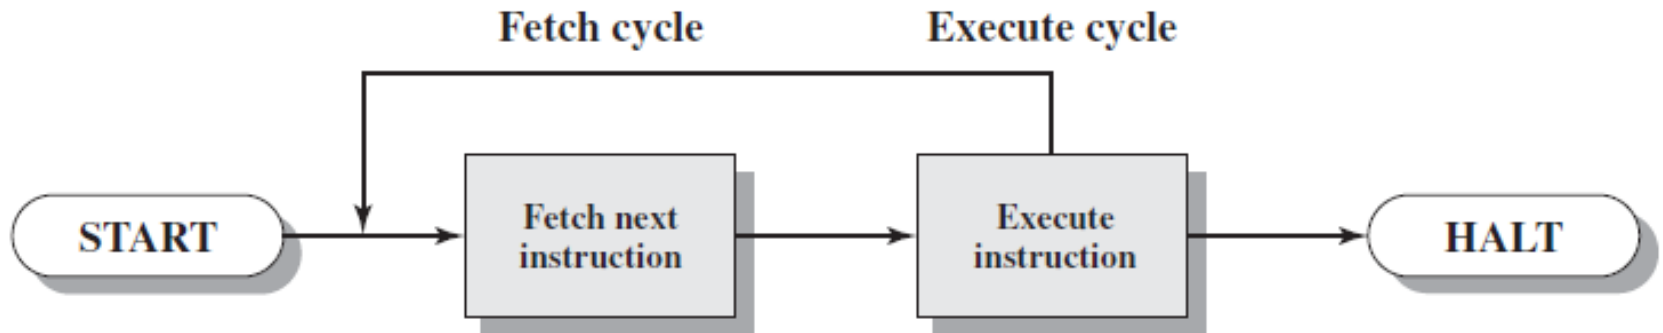 Fetch cycle
Execute cycle
START
Fetch next
instruction
Execute
instruction
HALT